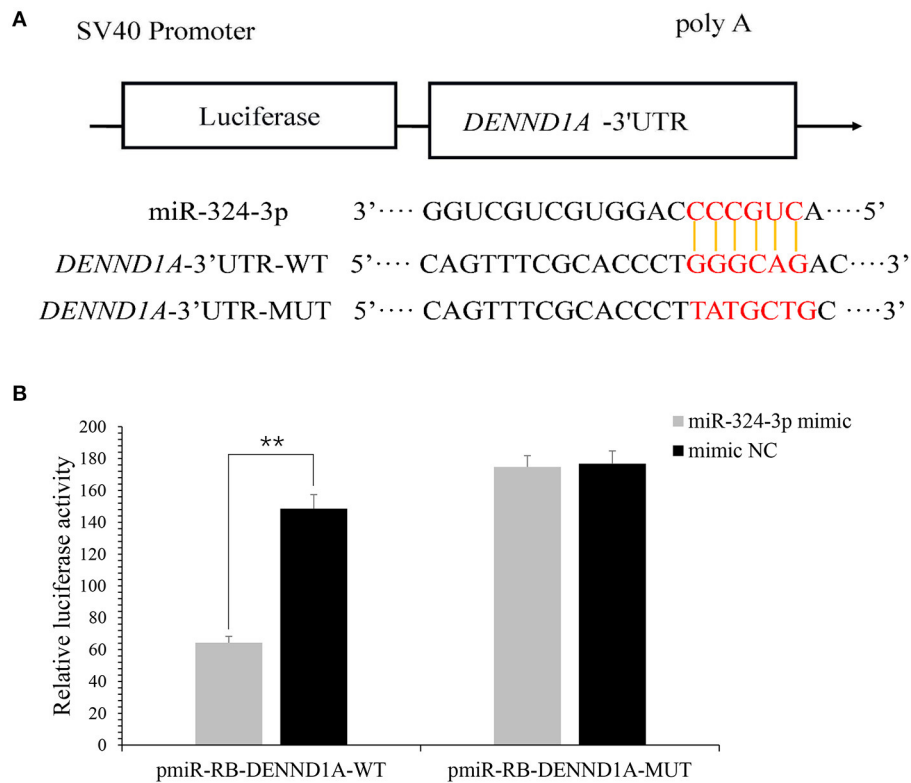 A
SV40 Promoter
poly A
Luciferase
DENND1A -3'UTR
miR-324-3p 3’···· GGUCGUCGUGGACCCCGUCA····5’
DENND1A-3’UTR-WT 5’···· CAGTTTCGCACCCTGGGCAGAC····3’
DENND1A-3’UTR-MUT 5’···· CAGTTTCGCACCCTTATGCTGC ····3’
B
Relative luciferase activity
200
180
160
140
120
100
80
60
40
20
0
**
miR-324-3p mimic
mimic NC
pmiR-RB-DENND1A-WT
pmiR-RB-DENND1A-MUT